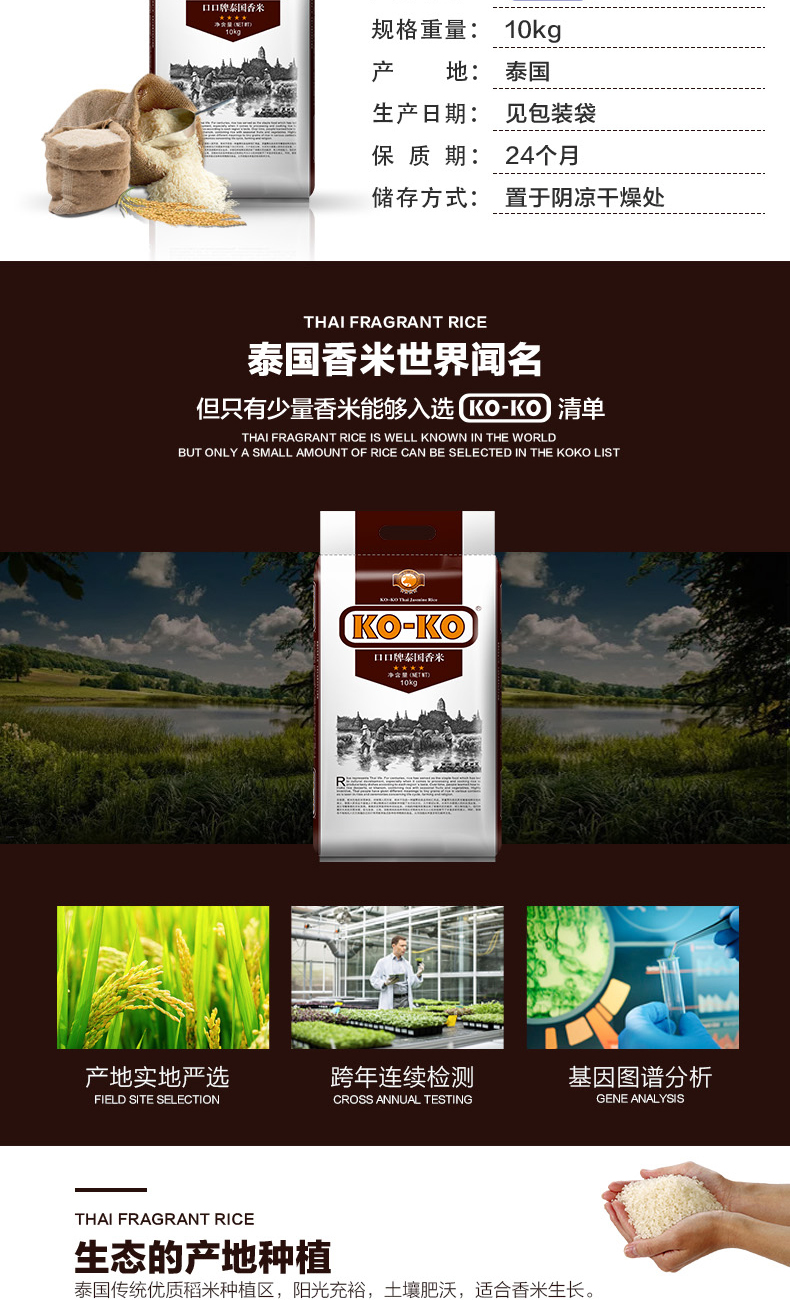 口口牌泰国香米
净含量(NET WT)
10kg
规格重量： 10kg
产 地： 泰国
生产日期： 见包装袋
保 质 期： 24个月
储存方式： 置于阴凉干燥处
THAI FRAGRANT RICE
泰国香米世界闻名
但只有少量香米能够入选 KO-KO 清单
THAI FRAGRANT RICE IS WELL KNOWN IN THE WORLD
BUT ONLY A SMALL AMOUNT OF RICE CAN BE SELECTED IN THE KOKO LIST
KO-KO Thai Jasmine Rice
KO-KO®
口口牌泰国香米
净含量(NET WT)
10kg
产地实地严选
FIELD SITE SELECTION
跨年连续检测
CROSS ANNUAL TESTING
基因图谱分析
GENE ANALYSIS
THAI FRAGRANT RICE
生态的产地种植
泰国传统优质稻米种植区，阳光充裕，土壤肥沃，适合香米生长。